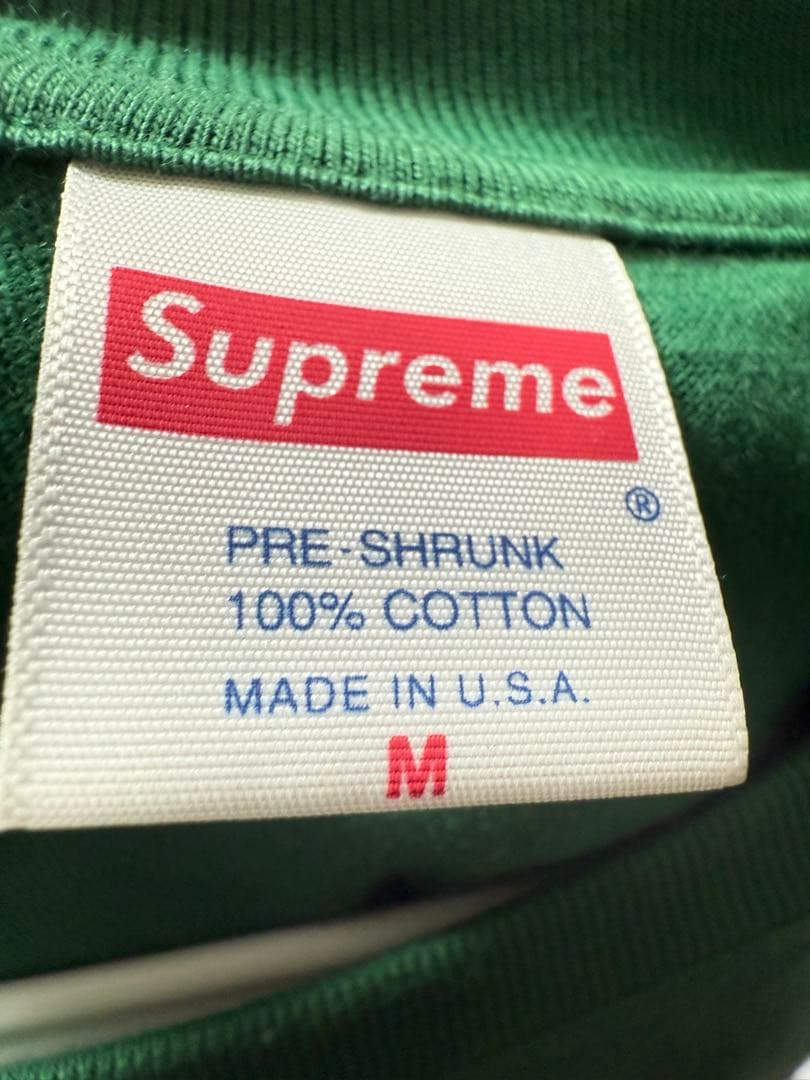 Supreme
®
PRE-SHRUNK
100% COTTON
MADE IN U.S.A.
M